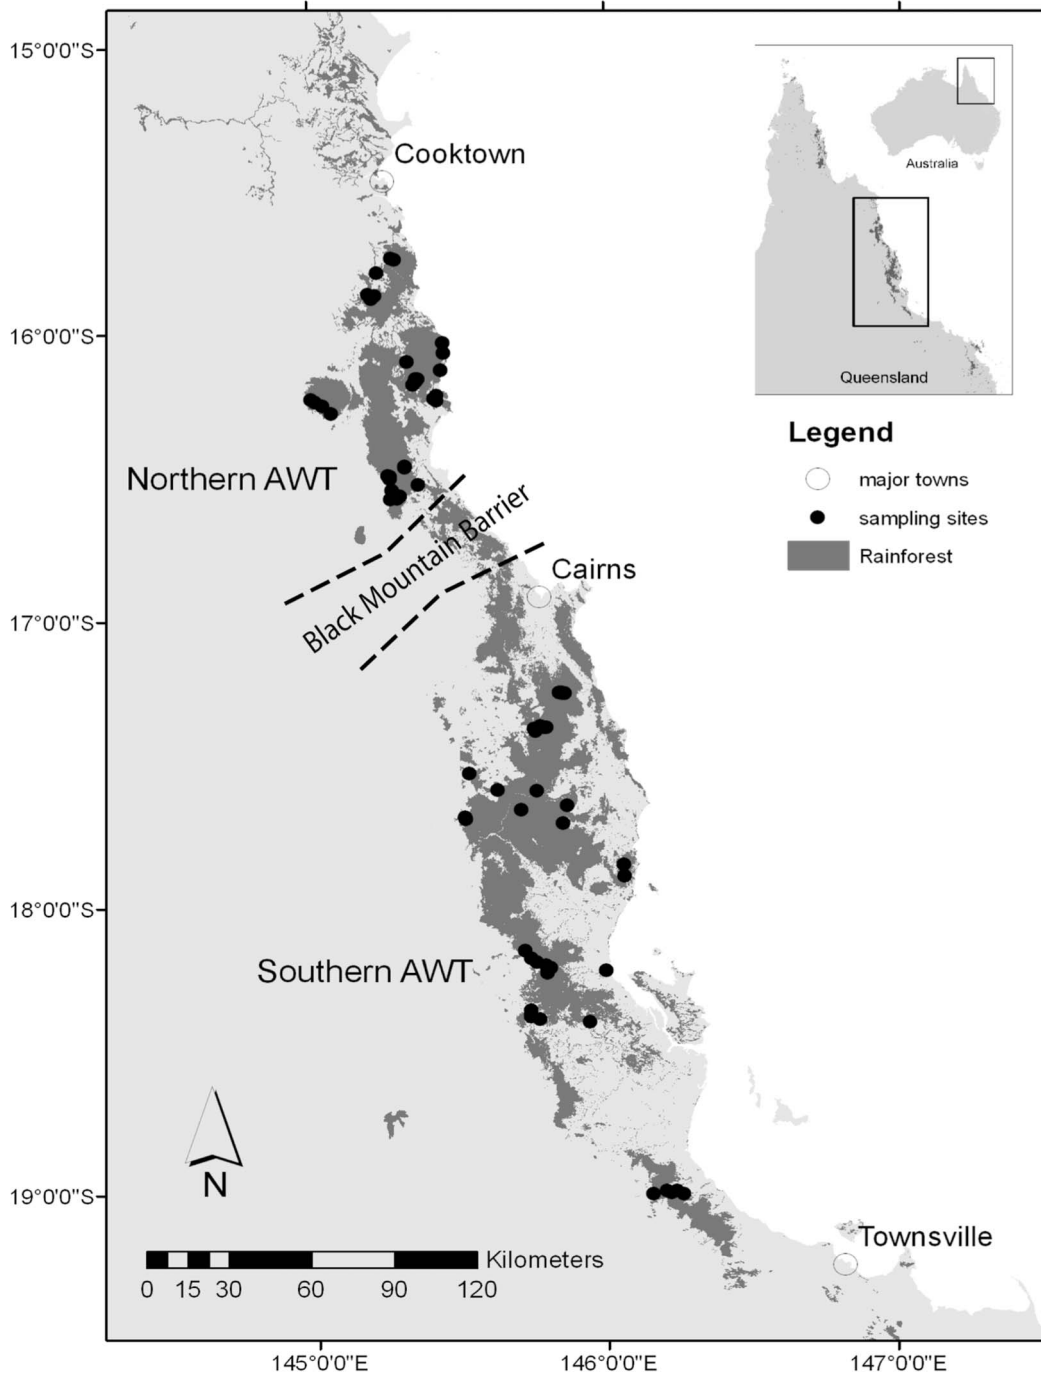 15°0'0"S
Cooktown
Australia
Queensland
16°0'0"S
Legend
major towns
sampling sites
Rainforest
Northern AWT
Black Mountain Barrier
Cairns
17°0'0"S
18°0'0"S
Southern AWT
N
19°0'0"S
Townsville
Kilometers
0 15 30 60 90 120
145°0'0"E 146°0'0"E 147°0'0"E